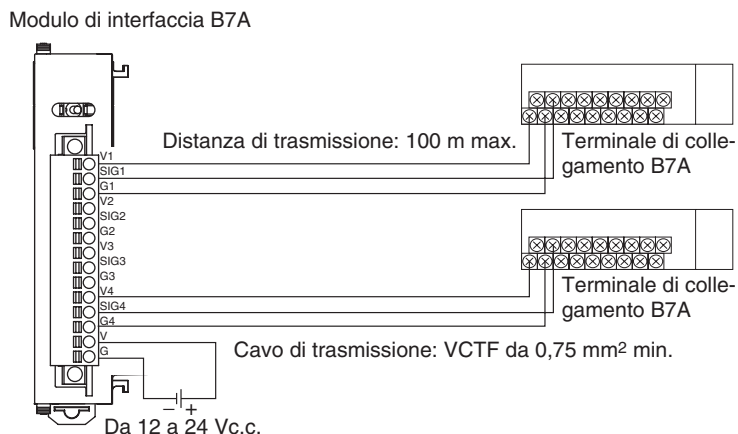 Modulo di interfaccia B7A
Distanza di trasmissione: 100 m max.
Terminale di colle-
gamento B7A
V1
SIG1
G1
V2
SIG2
G2
V3
SIG3
G3
V4
SIG4
G4
V
G
Terminale di colle-
gamento B7A
Cavo di trasmissione: VCTF da 0,75 mm² min.
− +
Da 12 a 24 Vc.c.